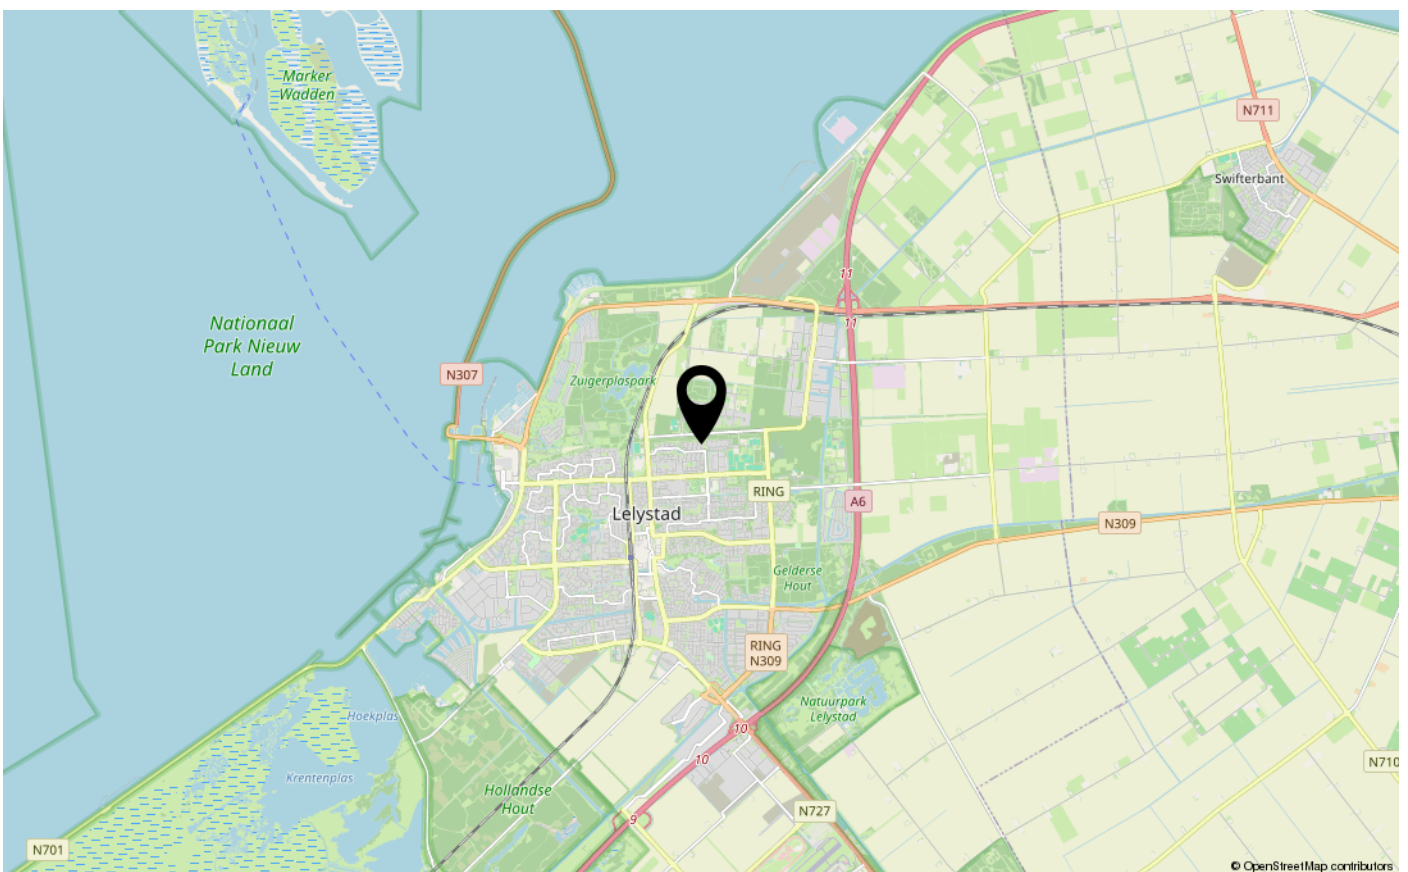 Marker
Wadden
N711
Swifterbant
11
11
Nationaal
Park Nieuw
Land
N307
Zuigerplaspark
RING
A6
Lelystad
N309
Gelderse
Hout
RING
N309
Natuurpark
Lelystad
Hoekplas
10
10
Krentenplas
N710
Hollandse
Hout
N727
9
N701
© OpenStreetMap contributors